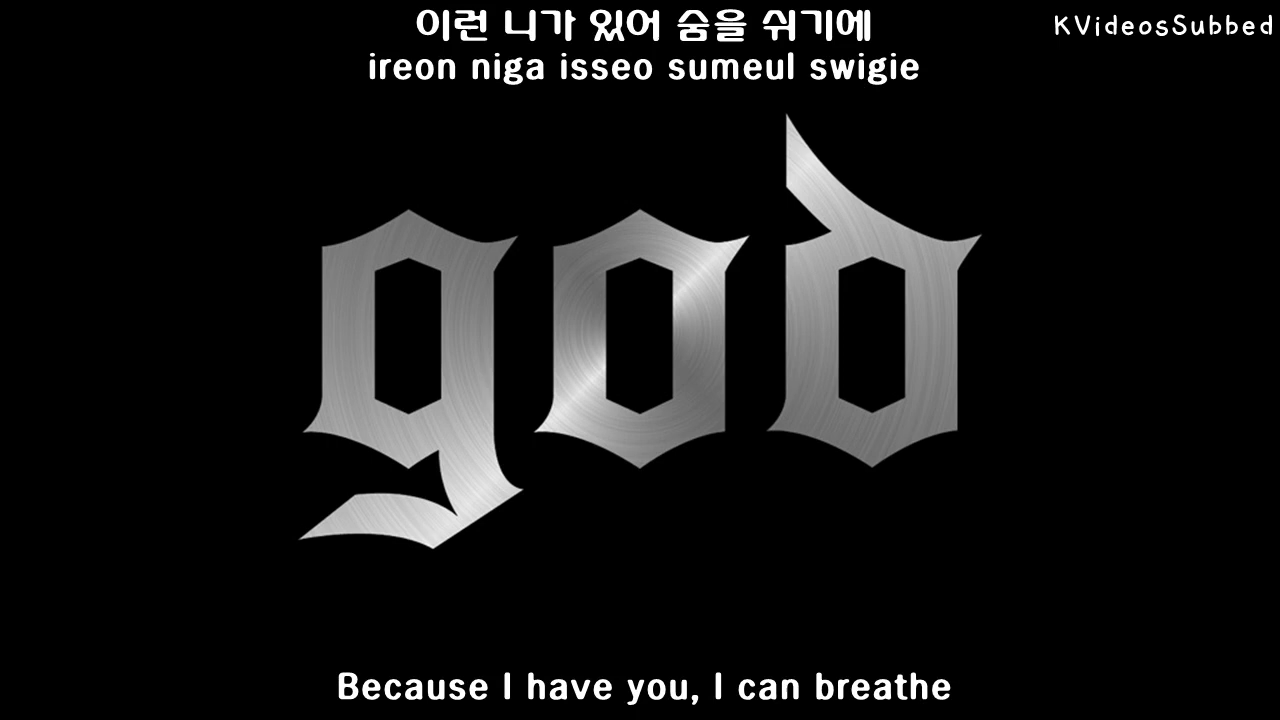 이런 니가 있어 숨을 쉬기에
KVideosSubbed
ireon niga isseo sumeul swigie
god
Because I have you, I can breathe